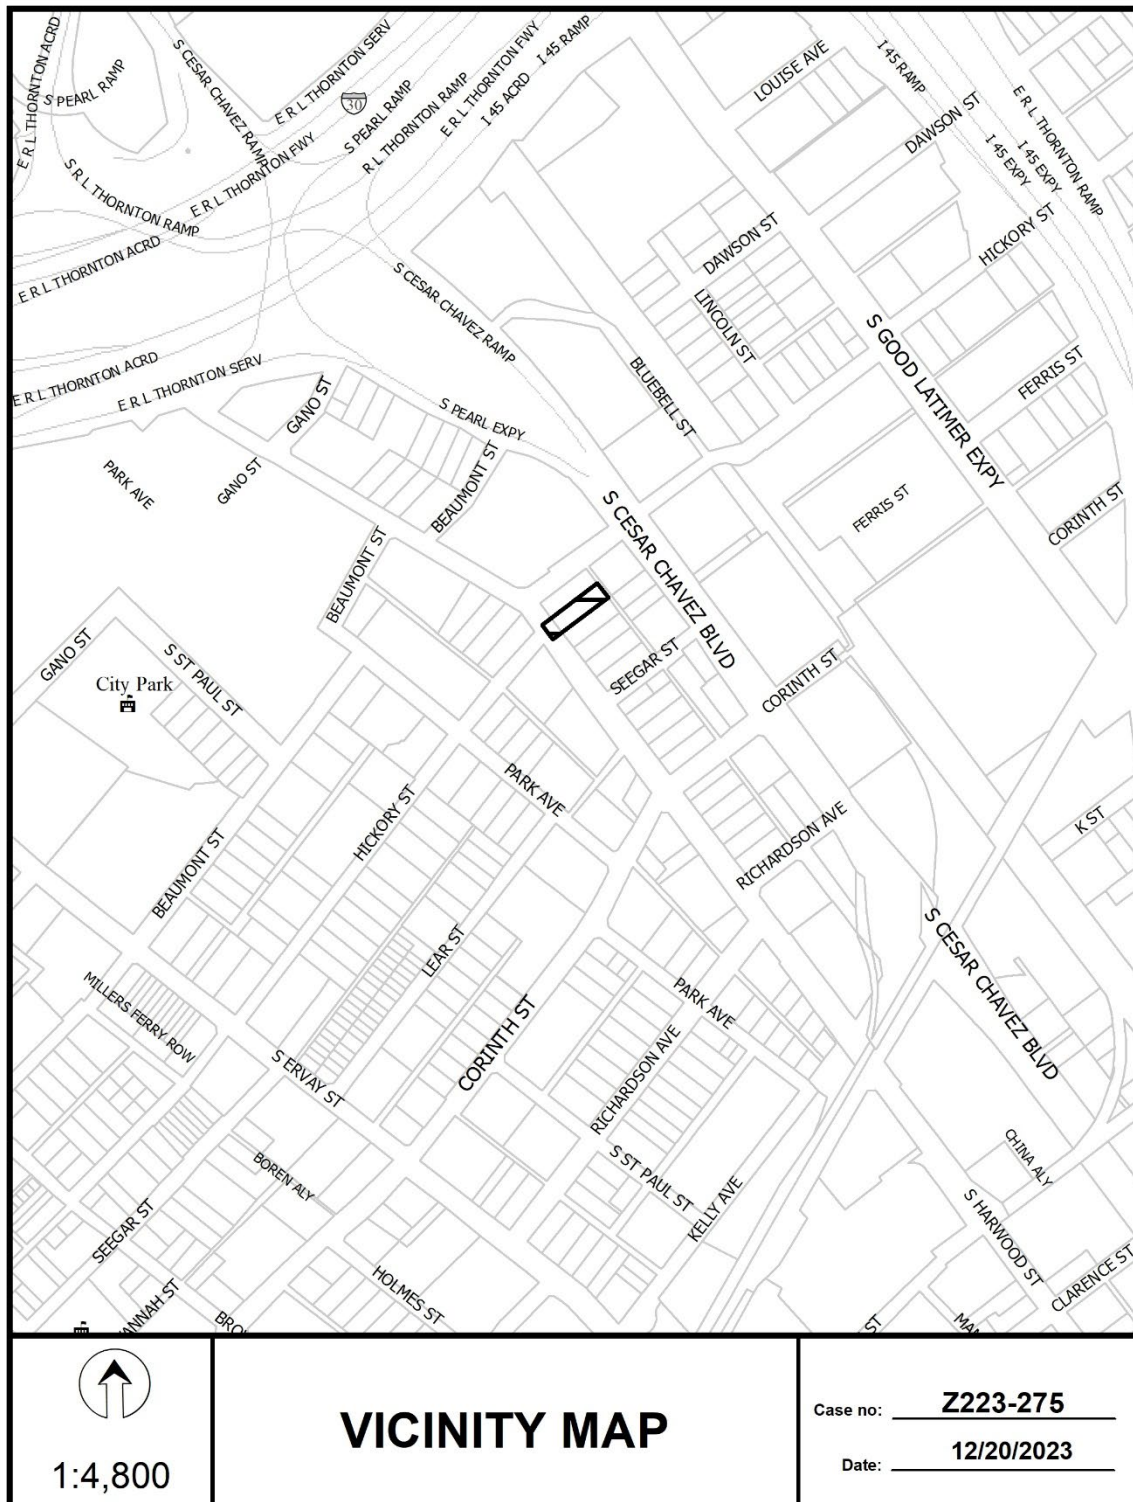 E R L THORNTON ACRD
S PEARL RAMP
S CESAR CHAVEZ RAMP
E R L THORNTON SERV
30
S PEARL RAMP
R L THORNTON RAMP
E R L THORNTON FWY
I 45 ACRD
I 45 RAMP
LOUISE AVE
I 45 RAMP
DAWSON ST
E R L THORNTON RAMP
I 45 EXPY
I 45 EXPY
E R L THORNTON FWY
S R L THORNTON RAMP
E R L THORNTON ACRD
HICKORY ST
DAWSON ST
S CESAR CHAVEZ RAMP
LINCOLN ST
S GOOD LATIMER EXPY
E R L THORNTON ACRD
E R L THORNTON SERV
GANO ST
BLUEBELL ST
FERRIS ST
S PEARL EXPY
PARK AVE
GANO ST
BEAUMONT ST
S CESAR CHAVEZ BLVD
FERRIS ST
CORINTH ST
BEAUMONT ST
GANO ST
S ST PAUL ST
City Park
SEEGAR ST
CORINTH ST
PARK AVE
HICKORY ST
RICHARDSON AVE
K ST
BEAUMONT ST
LEAR ST
S CESAR CHAVEZ BLVD
MILLERS FERRY ROW
PARK AVE
CORINTH ST
S ERVAY ST
RICHARDSON AVE
BOREN ALY
S ST PAUL ST
CHINA ALY
KELLY AVE
SEEGAR ST
S HARWOOD ST
HOLMES ST
CLARENCE ST
VANNAH ST
BRO
ST
MA
1:4,800
VICINITY MAP
Case no: Z223-275
Date: 12/20/2023